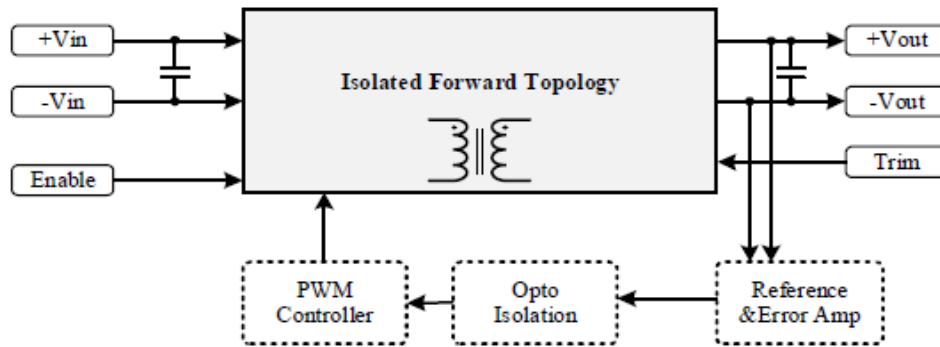 +Vin
+Vout
Isolated Forward Topology
-Vin
-Vout
Enable
Trim
PWM
Controller
Opto
Isolation
Reference
&Error Amp